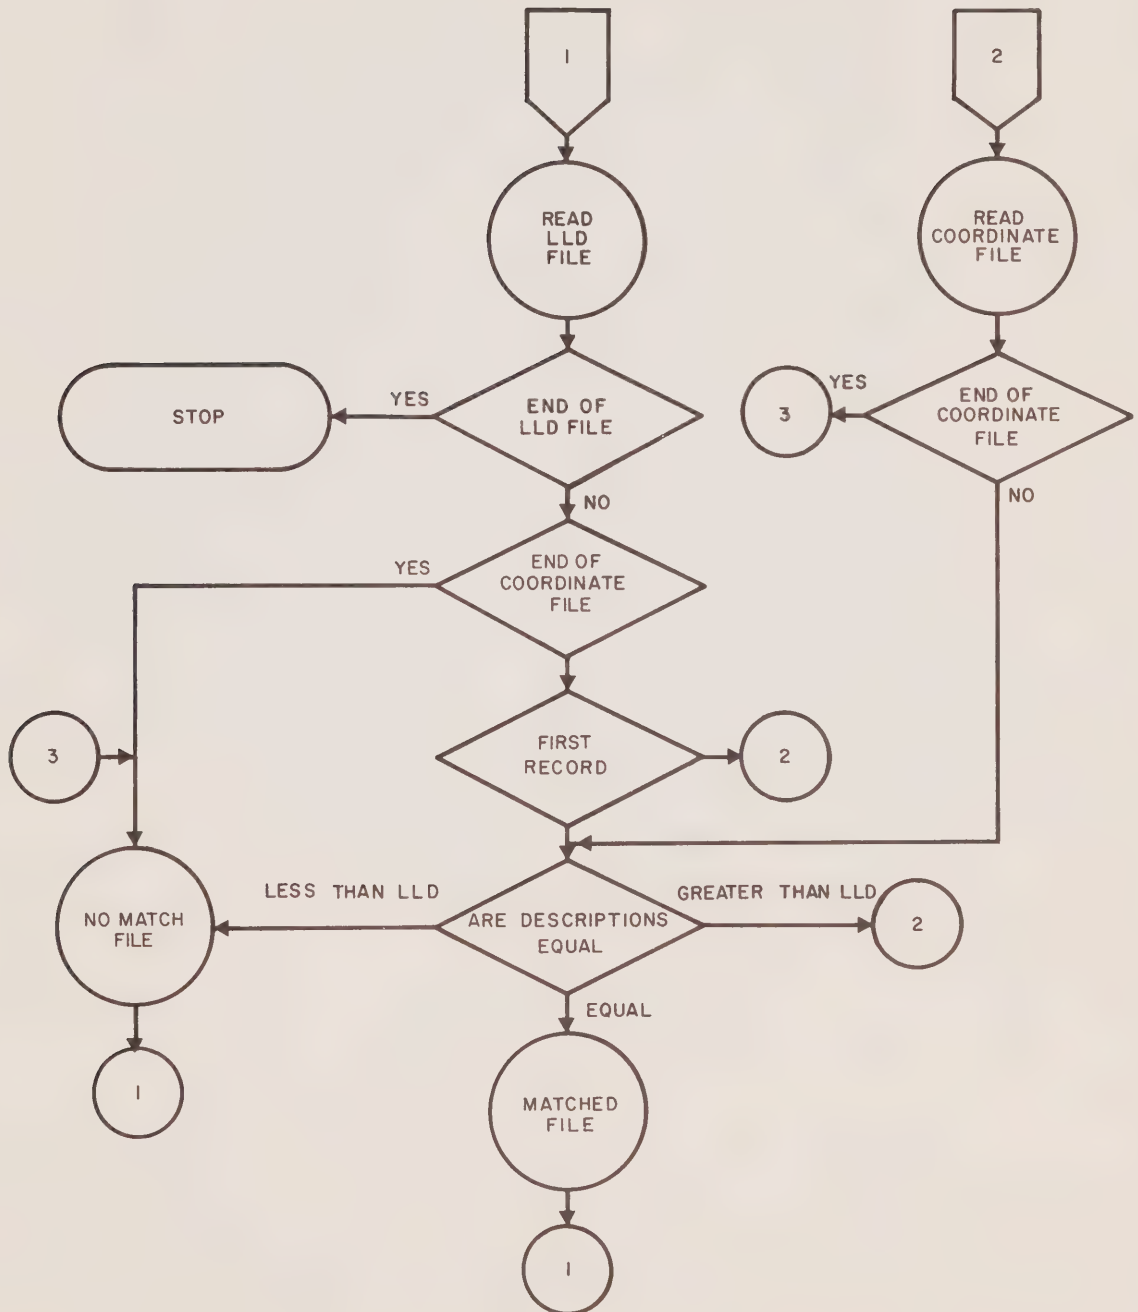 1
2
READ
LLD
FILE
READ
COORDINATE
FILE
STOP
YES
END OF
LLD FILE
3
YES
END OF
COORDINATE
FILE
NO
NO
YES
END OF
COORDINATE
FILE
3
FIRST
RECORD
2
NO MATCH
FILE
LESS THAN LLD
ARE DESCRIPTIONS
EQUAL
GREATER THAN LLD
2
EQUAL
1
MATCHED
FILE
1